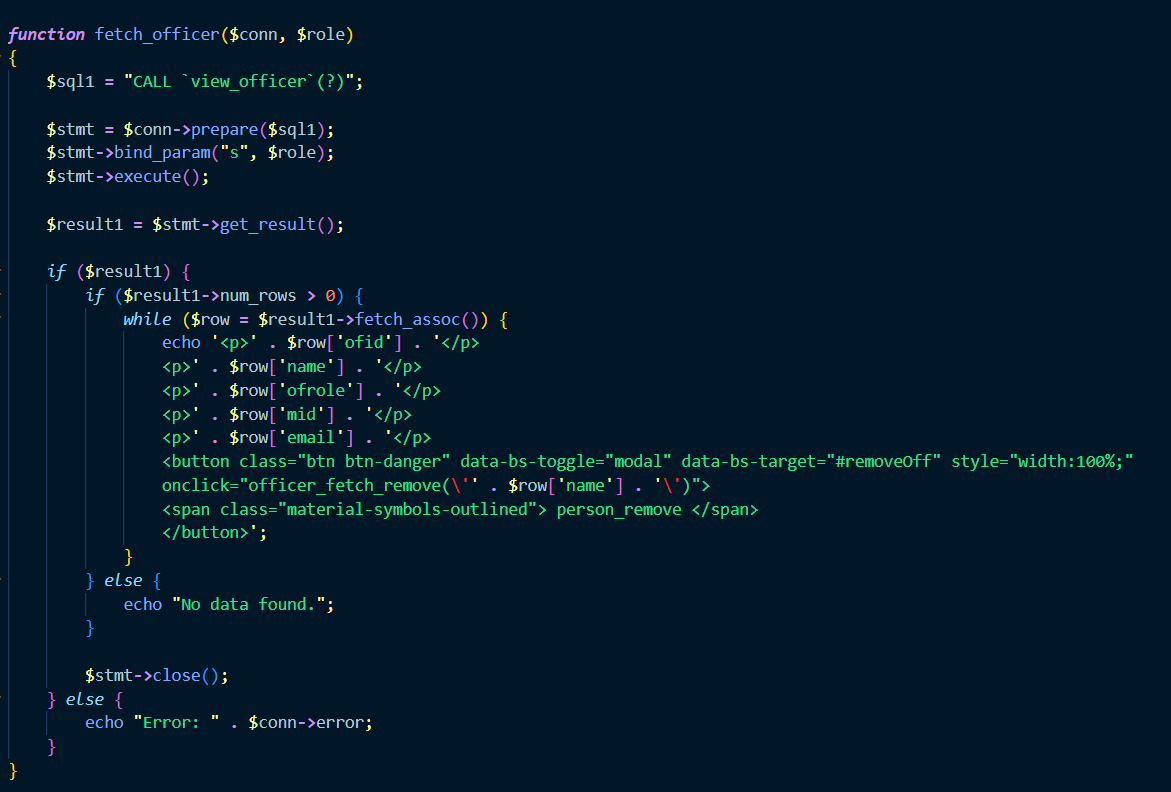 function fetch_officer($conn, $role)
{
    $sql1 = "CALL `view_officer`(?)";

    $stmt = $conn->prepare($sql1);
    $stmt->bind_param("s", $role);
    $stmt->execute();

    $result1 = $stmt->get_result();

    if ($result1) {
        if ($result1->num_rows > 0) {
            while ($row = $result1->fetch_assoc()) {
                echo '<p>' . $row['ofid'] . '</p>
                <p>' . $row['name'] . '</p>
                <p>' . $row['ofrole'] . '</p>
                <p>' . $row['mid'] . '</p>
                <p>' . $row['email'] . '</p>
                <button class="btn btn-danger" data-bs-toggle="modal" data-bs-target="#removeOff" style="width:100%;"
                onclick="officer_fetch_remove(\'' . $row['name'] . '\')">
                <span class="material-symbols-outlined"> person_remove </span>
                </button>';
            }
        } else {
            echo "No data found.";
        }

        $stmt->close();
    } else {
        echo "Error: " . $conn->error;
    }
}